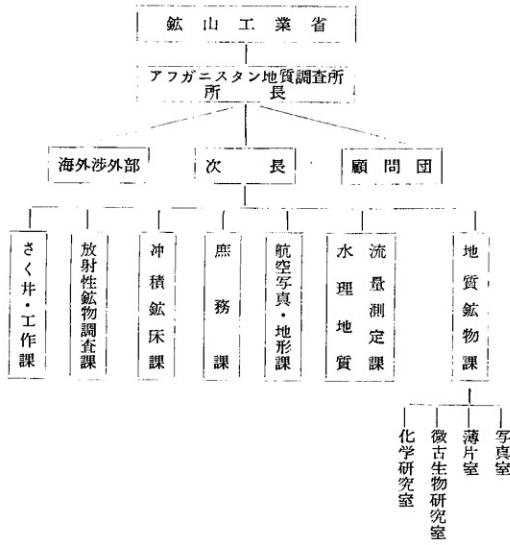 鉱山工業省
アフガニスタン地質調査所
所長
海外渉外部
次長
顧問団
さく井・工作課
放射性鉱物調査課
沖積鉱床課
庶務課
航空写真・地形課
流量測定課
水理地質
地質鉱物課
化学研究室
微古生物研究室
薄片室
写真室